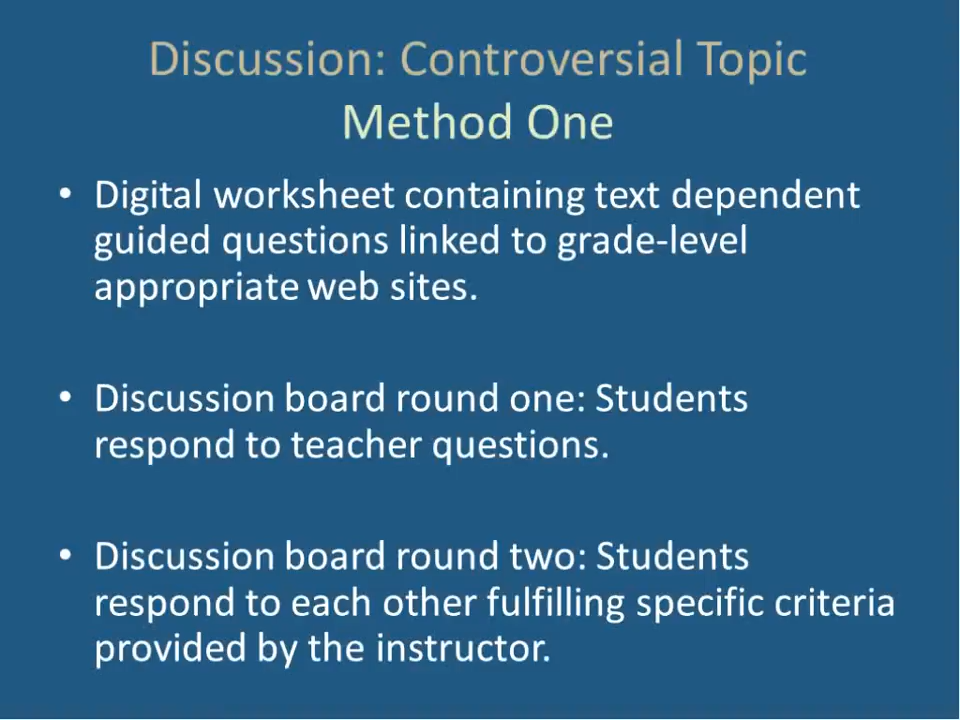 Discussion: Controversial Topic
Method One
• Digital worksheet containing text dependent
guided questions linked to grade-level
appropriate web sites.
• Discussion board round one: Students
respond to teacher questions.
• Discussion board round two: Students
respond to each other fulfilling specific criteria
provided by the instructor.